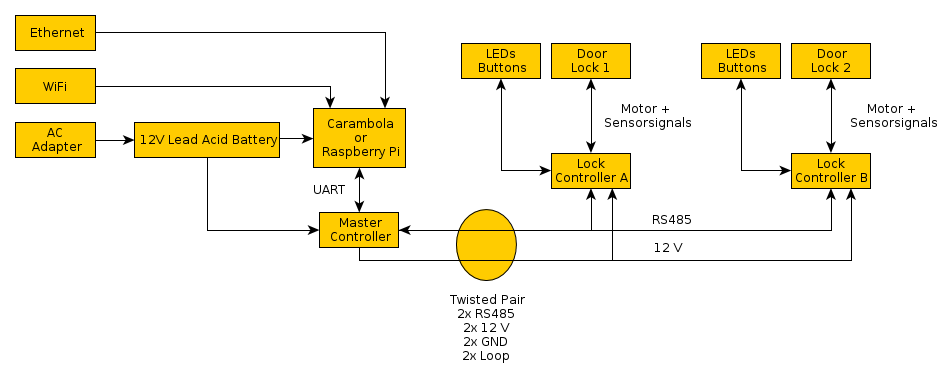 Ethernet
WiFi
AC
Adapter
12V Lead Acid Battery
Carambola
or
Raspberry Pi
UART
Master
Controller
LEDs
Buttons
Door
Lock 1
Motor +
Sensorsignals
Lock
Controller A
LEDs
Buttons
Door
Lock 2
Motor +
Sensorsignals
Lock
Controller B
RS485
12 V
Twisted Pair
2x RS485
2x 12 V
2x GND
2x Loop